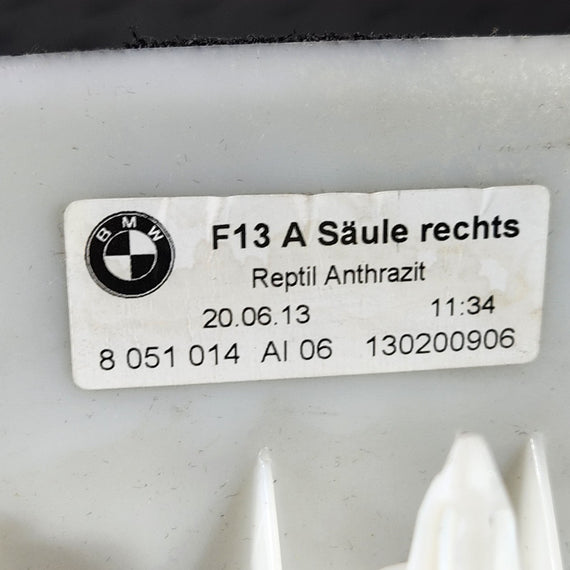 BMW
F13 A Säule rechts
Reptil Anthrazit
20.06.13 11:34
8 051 014 AI 06 130200906